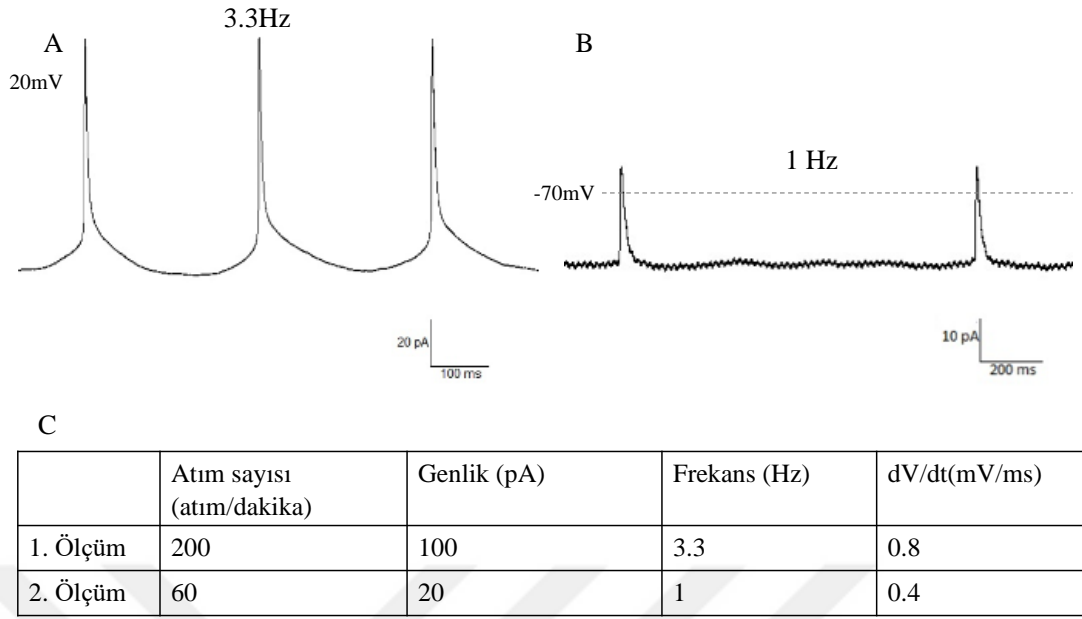 3.3Hz
A
20mV
B
1 Hz
-70mV
20 pA
100 ms
10 pA
200 ms
C
Atım sayısı (atım/dakika) Genlik (pA) Frekans (Hz) dV/dt(mV/ms)
1. Ölçüm 200 100 3.3 0.8
2. Ölçüm 60 20 1 0.4